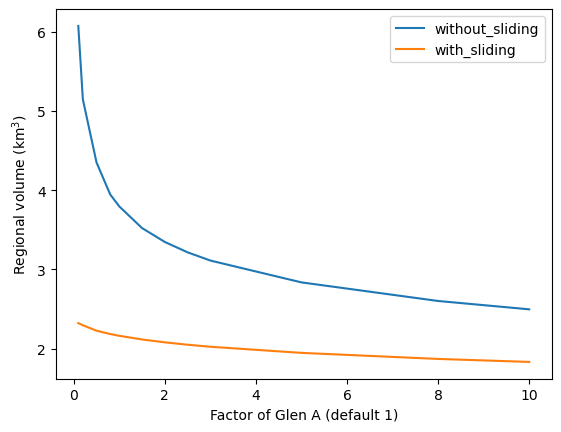 without_sliding
with_sliding
6
5
4
3
2
Regional volume (km³)
0
2
4
6
8
10
Factor of Glen A (default 1)